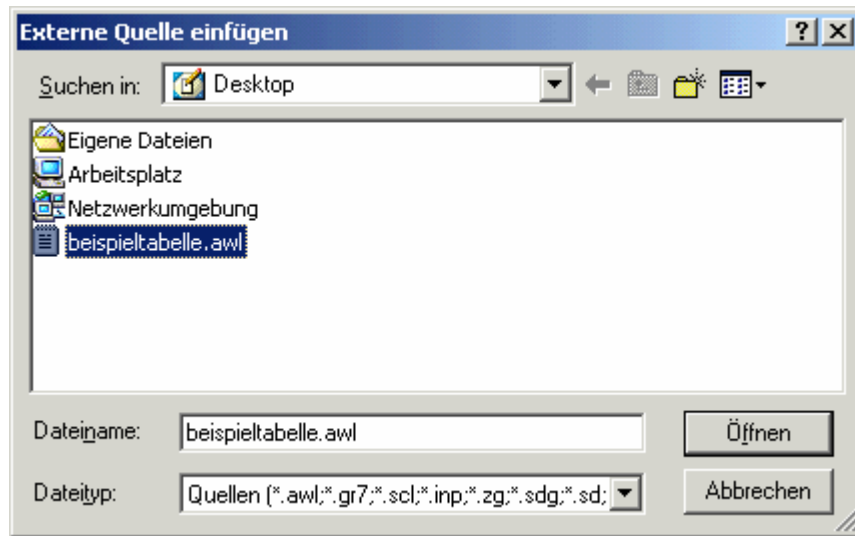 Externe Quelle einfügen
Suchen in: Desktop
Eigene Dateien
Arbeitsplatz
Netzwerkumgebung
beispieltabelle.awl
Dateiname: beispieltabelle.awl Öffnen
Dateityp: Quellen (*.awl;*.gr7;*.scl;*.inp;*.zg;*.sdg;*.sd; Abbrechen